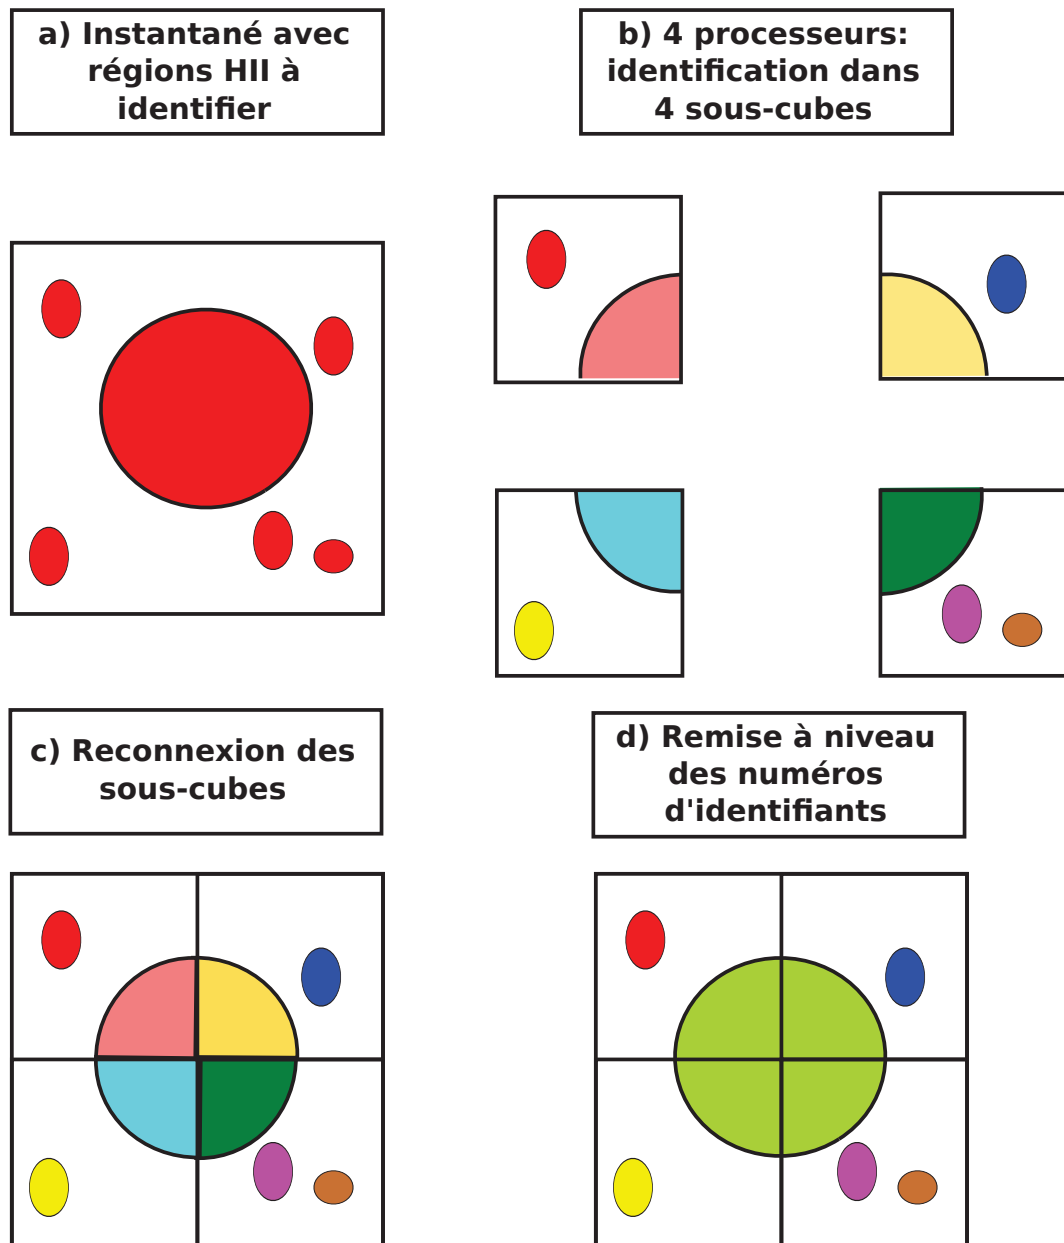 a) Instantané avec
régions HII à
identifier
b) 4 processeurs:
identification dans
4 sous-cubes
c) Reconnexion des
sous-cubes
d) Remise à niveau
des numéros
d'identifiants